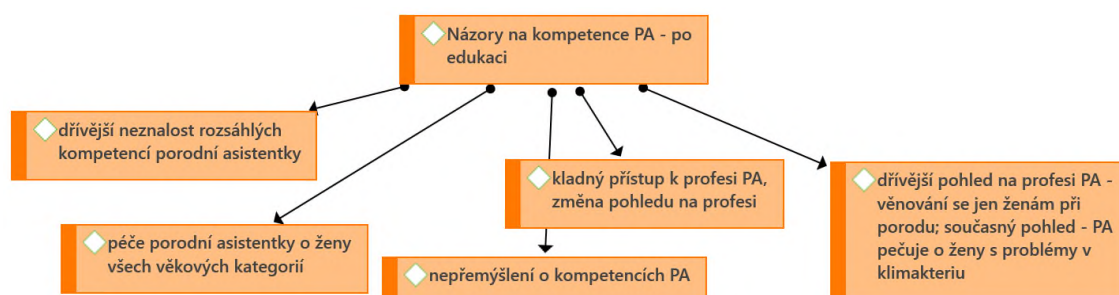 Názory na kompetence PA - po
edukaci
dřívější neznalost rozsáhlých
kompetencí porodní asistentky
péče porodní asistentky o ženy
všech věkových kategorií
nepřemýšlení o kompetencích PA
kladný přístup k profesi PA,
změna pohledu na profesi
dřívější pohled na profesi PA -
věnování se jen ženám při
porodu; současný pohled - PA
pečuje o ženy s problémy v
klimakteriu